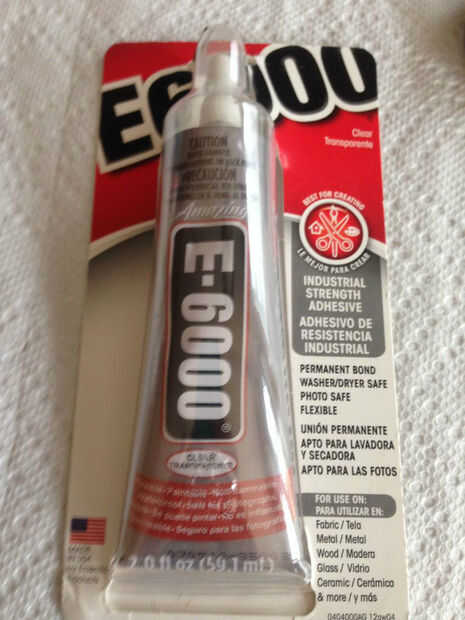 E6000
Clear
Transparente
CAUTION
PRECAUCIÓN
Amazing
E-6000®
CLEAR
TRANSPARENTE
2.0 fl oz (59.1 ml)
BEST FOR CREATING
LE MEJOR PARA CREAR
INDUSTRIAL
STRENGTH
ADHESIVE
ADHESIVO DE
RESISTENCIA
INDUSTRIAL
PERMANENT BOND
WASHER/DRYER SAFE
PHOTO SAFE
FLEXIBLE
UNIÓN PERMANENTE
APTO PARA LAVADORA
Y SECADORA
APTO PARA LAS FOTOS
FOR USE ON:
PARA UTILIZAR EN:
Fabric / Tela
Metal / Metal
Wood / Madera
Glass / Vidrio
Ceramic / Cerámica
& more / y más